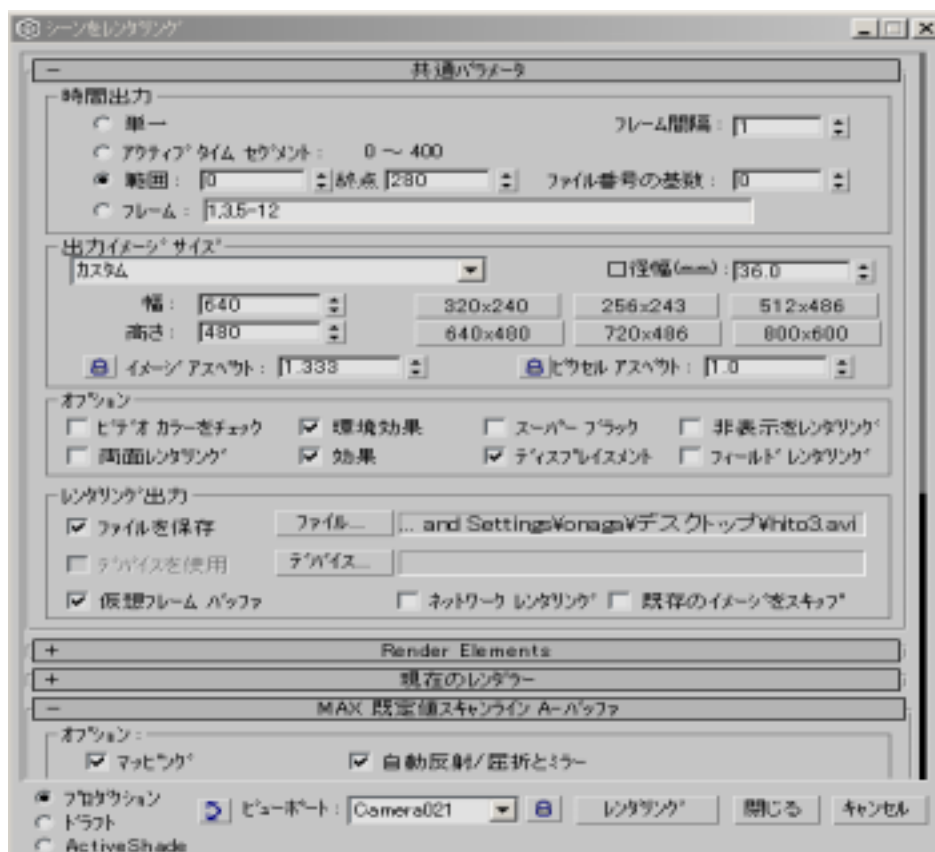 シーンをレンダリング
共通パラメータ
時間出力
単一 フレーム間隔： 1
アクティブ タイム セグメント： 0 ～ 400
範囲： 0 終点 280 ファイル番号の基数： 0
フレーム： 1,3,5-12
出力イメージ サイズ
カスタム 口径幅(mm)： 36.0
幅： 640 320x240 256x243 512x486
高さ： 480 640x480 720x486 800x600
イメージ アスペクト： 1.333 ピクセル アスペクト： 1.0
オプション
ビデオ カラーをチェック 環境効果 スーパー ブラック 非表示をレンダリング
両面レンダリング 効果 ディスプレイスメント フィールド レンダリング
レンダリング出力
ファイルを保存 ファイル... ... and Settings¥onaga¥デスクトップ¥hito3.avi
デバイスを使用 デバイス...
仮想フレーム バッファ ネットワーク レンダリング 既存のイメージをスキップ
+ Render Elements
+ 現在のレンダラー
- MAX 既定値スキャンライン A-バッファ
オプション：
マッピング 自動反射/屈折とミラー
プロダクション
ドラフト
ActiveShade
ビューポート： Camera021 レンダリング 閉じる キャンセル